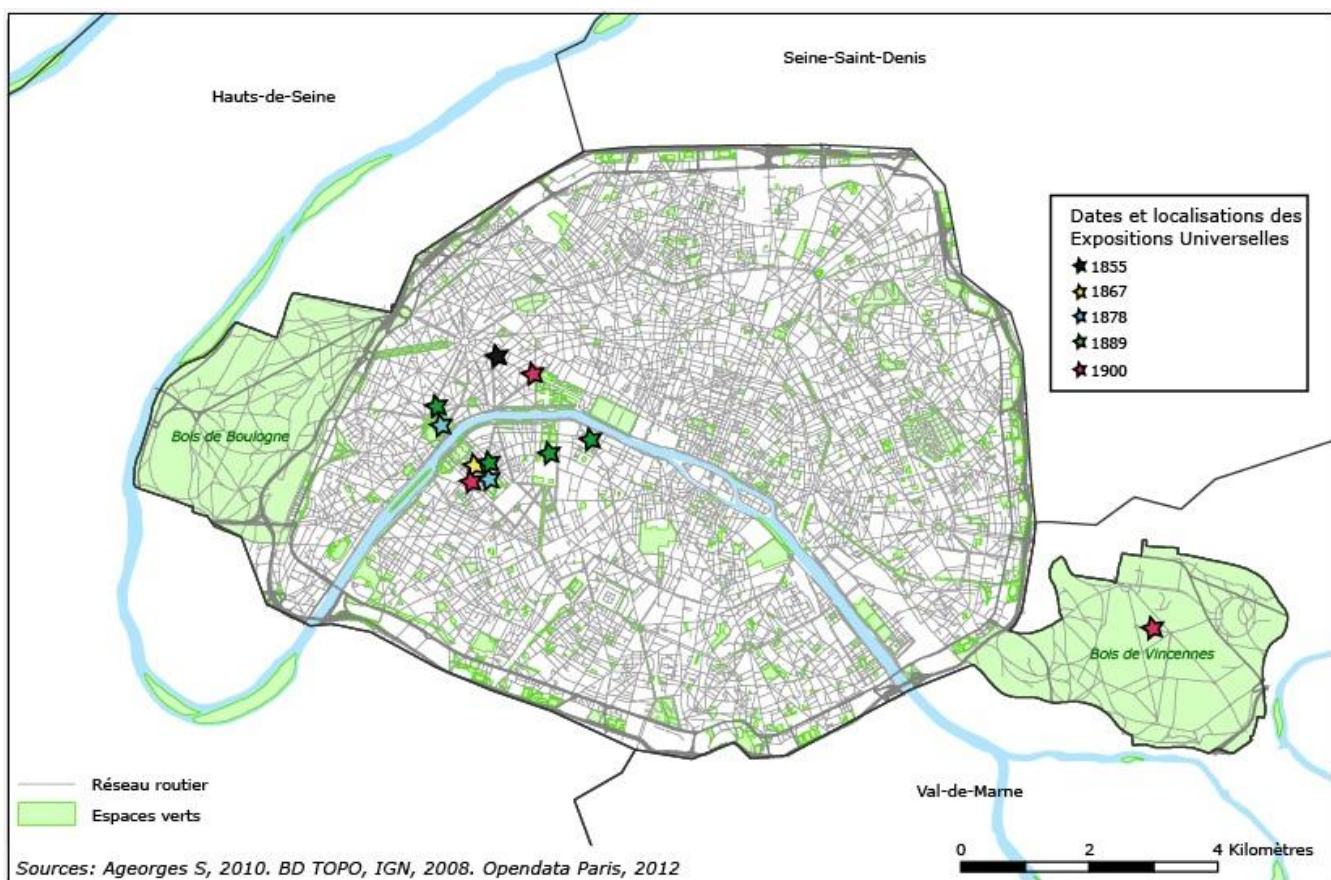 Seine-Saint-Denis
Hauts-de-Seine
Dates et localisations des
Expositions Universelles
1855
1867
1878
1889
1900
Bois de Boulogne
Bois de Vincennes
Réseau routier
Espaces verts
Val-de-Marne
0 2 4 Kilomètres
Sources: Ageorges S, 2010. BD TOPO, IGN, 2008. Opendata Paris, 2012